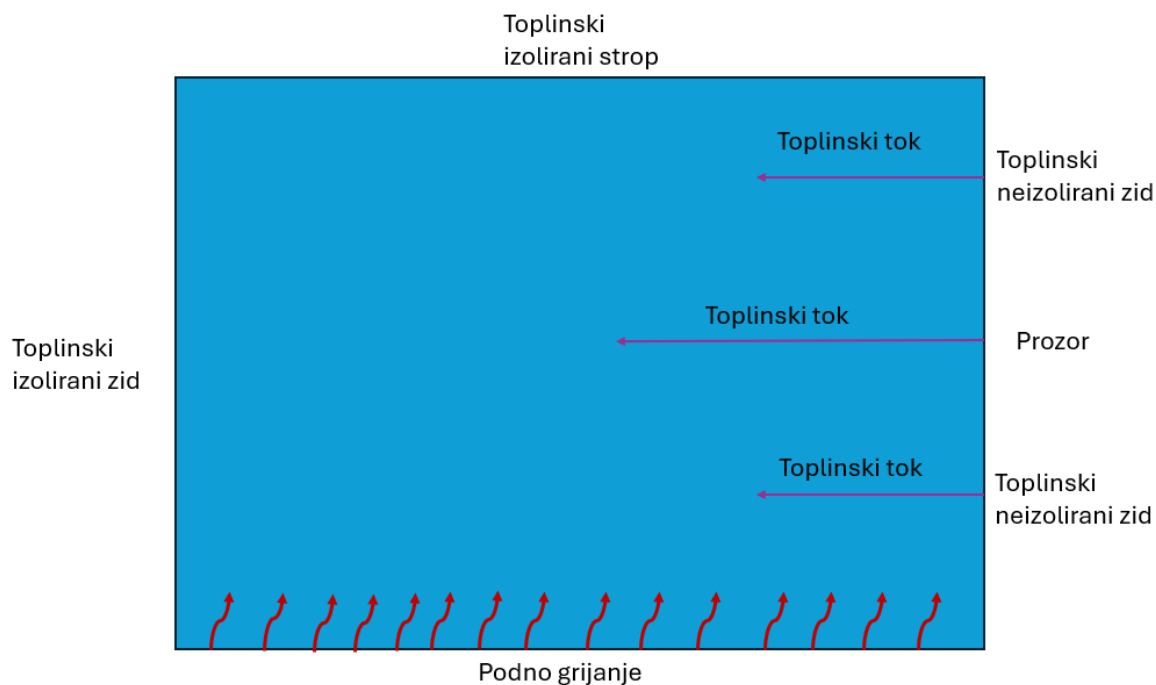 Toplinski
izolirani strop
Toplinski tok
Toplinski
neizolirani zid
Toplinski tok
Prozor
Toplinski
izolirani zid
Toplinski tok
Toplinski
neizolirani zid
Podno grijanje